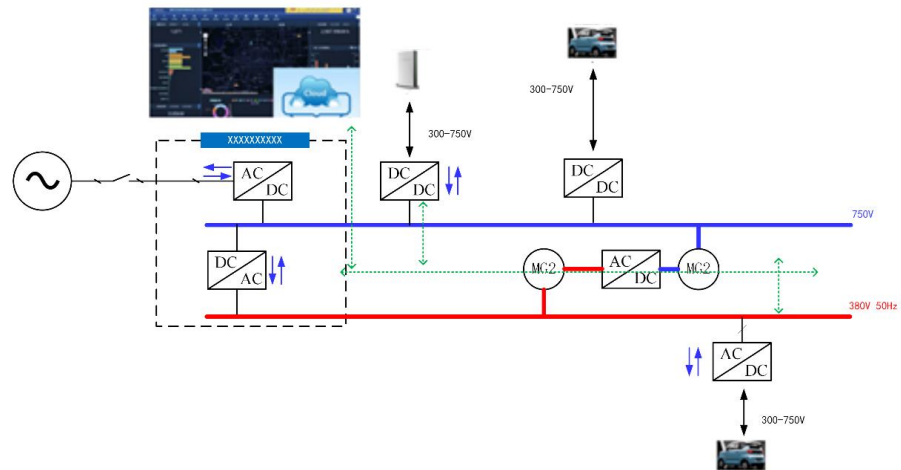 Cloud
XXXXXXXXXX
300-750V
300-750V
AC
DC
DC
DC
DC
DC
750V
DC
AC
MG2
AC
DC
MG2
380V 50Hz
AC
DC
300-750V